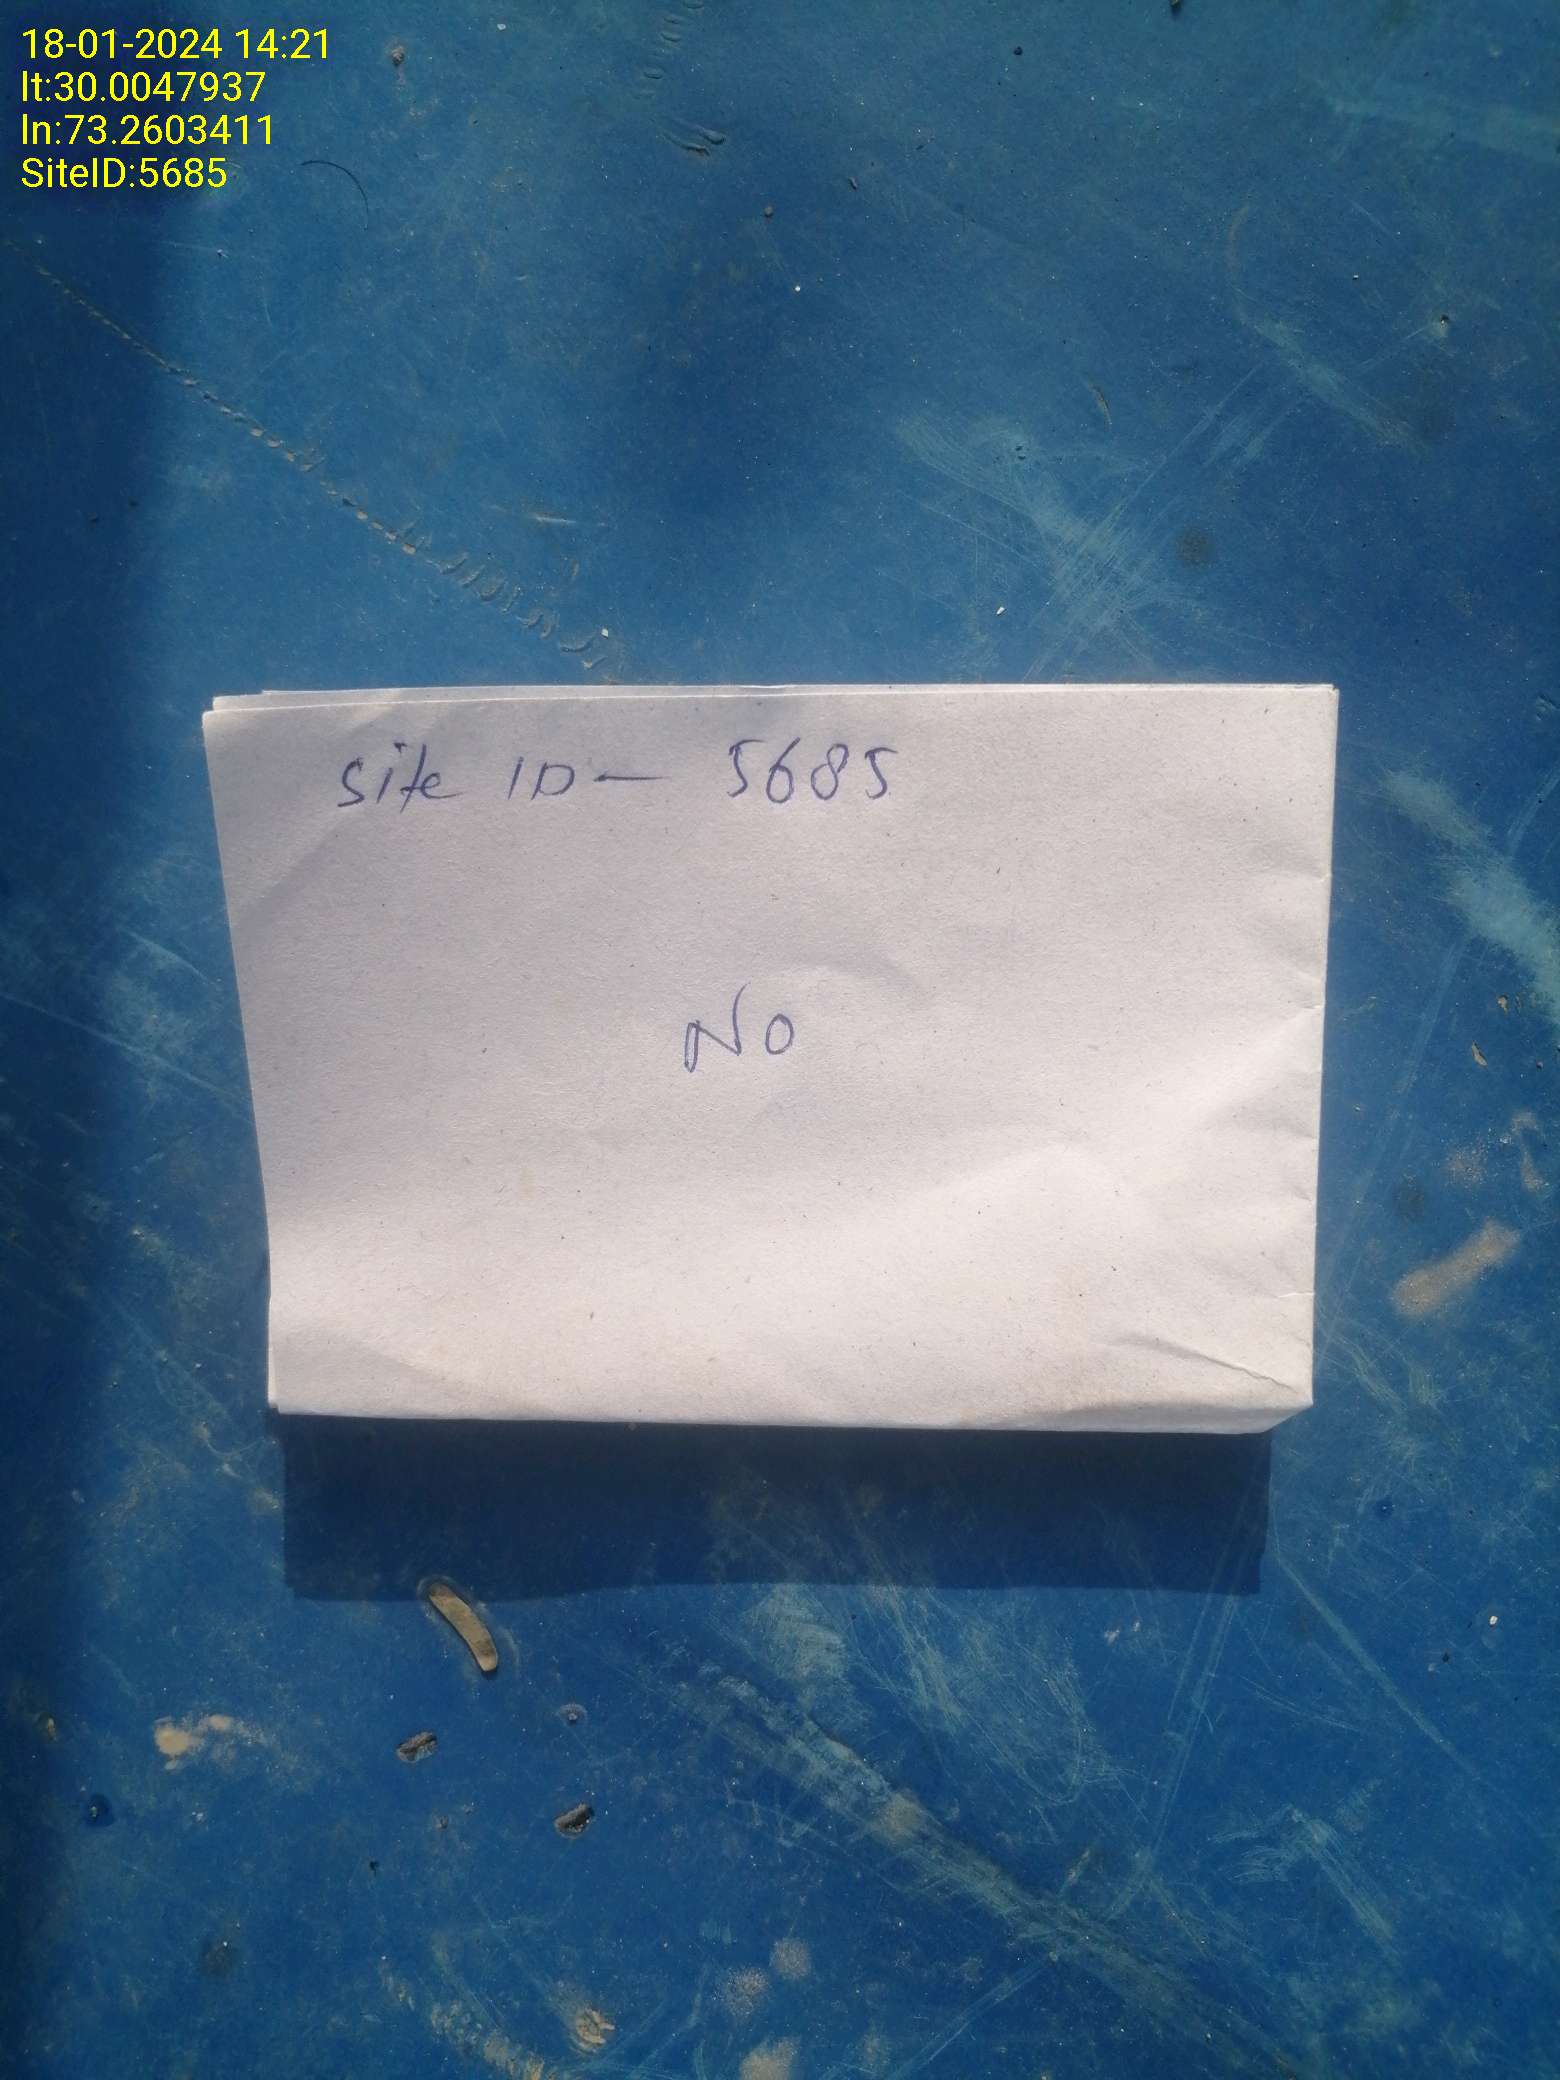 18-01-2024 14:21
lt:30.0047937
ln:73.2603411
SiteID:5685
Site ID - 5685
No